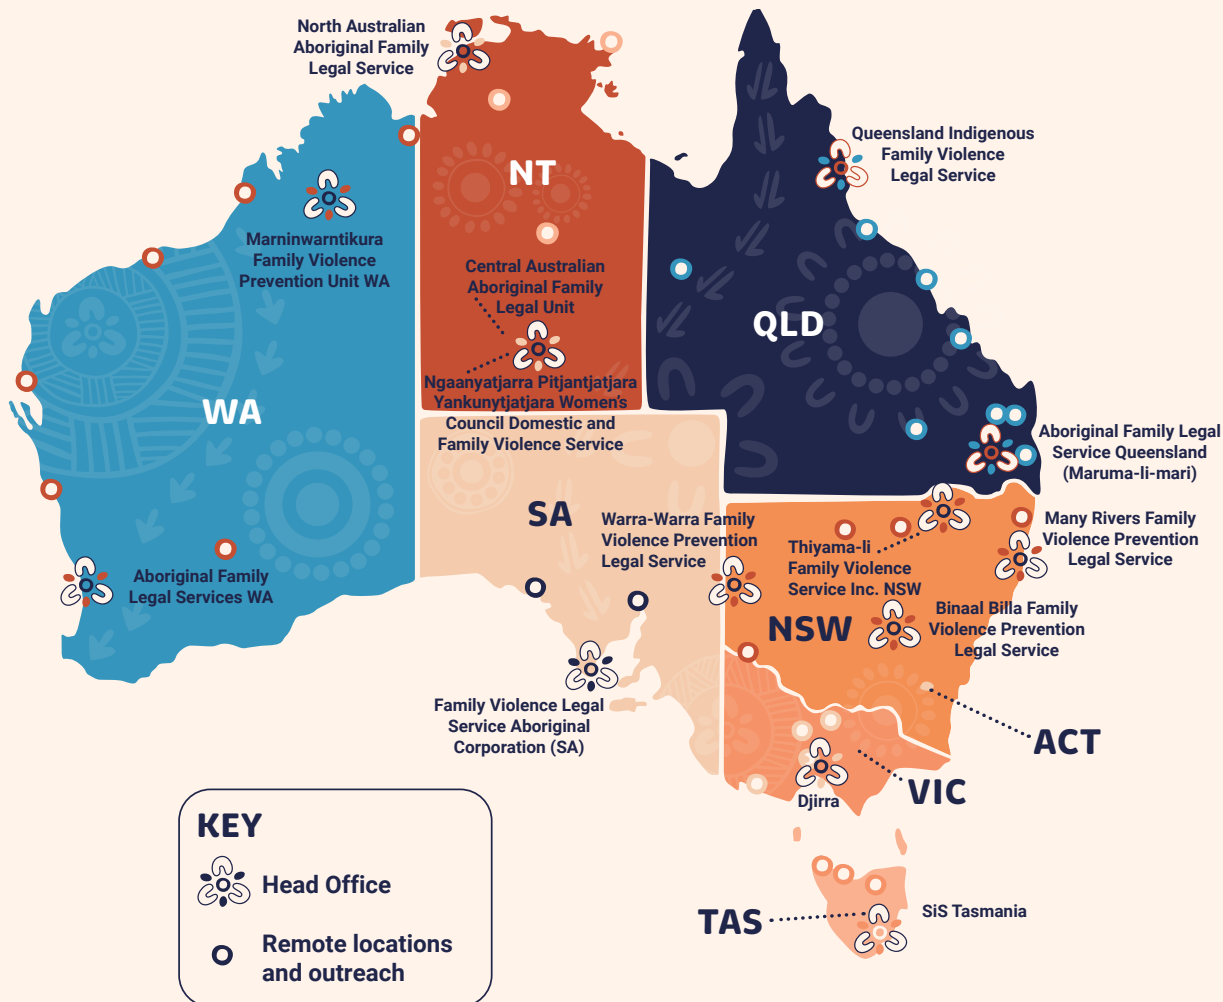 North Australian
Aboriginal Family
Legal Service
NT
Queensland Indigenous
Family Violence
Legal Service
Marninwarntikura
Family Violence
Prevention Unit WA
Central Australian
Aboriginal Family
Legal Unit
QLD
Ngaanyatjarra Pitjantjatjara
Yankunytjatjara Women's
Council Domestic and
Family Violence Service
WA
Aboriginal Family Legal
Service Queensland
(Maruma-li-mari)
SA
Warra-Warra Family
Violence Prevention
Legal Service
Thiyama-li
Family Violence
Service Inc. NSW
Many Rivers Family
Violence Prevention
Legal Service
Aboriginal Family
Legal Services WA
NSW
Binaal Billa Family
Violence Prevention
Legal Service
Family Violence Legal
Service Aboriginal
Corporation (SA)
ACT
VIC
Djirra
KEY
Head Office
Remote locations
and outreach
TAS
SiS Tasmania